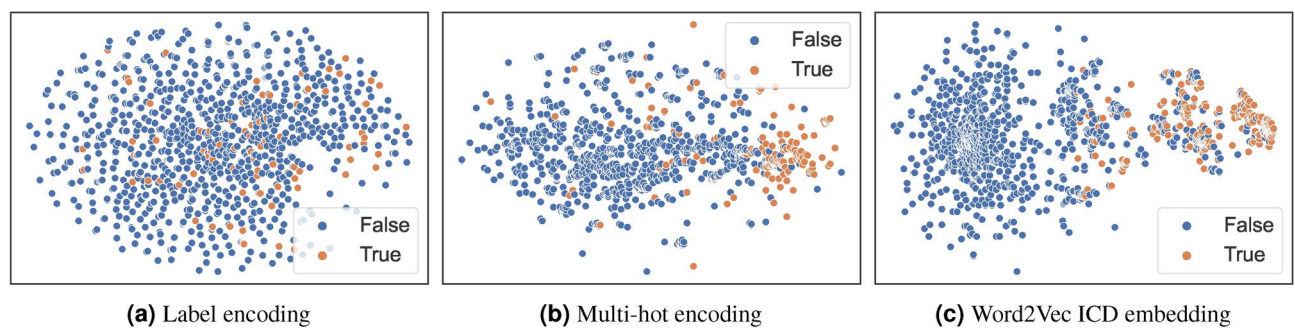 False
True
False
True
False
True
(a) Label encoding
(b) Multi-hot encoding
(c) Word2Vec ICD embedding